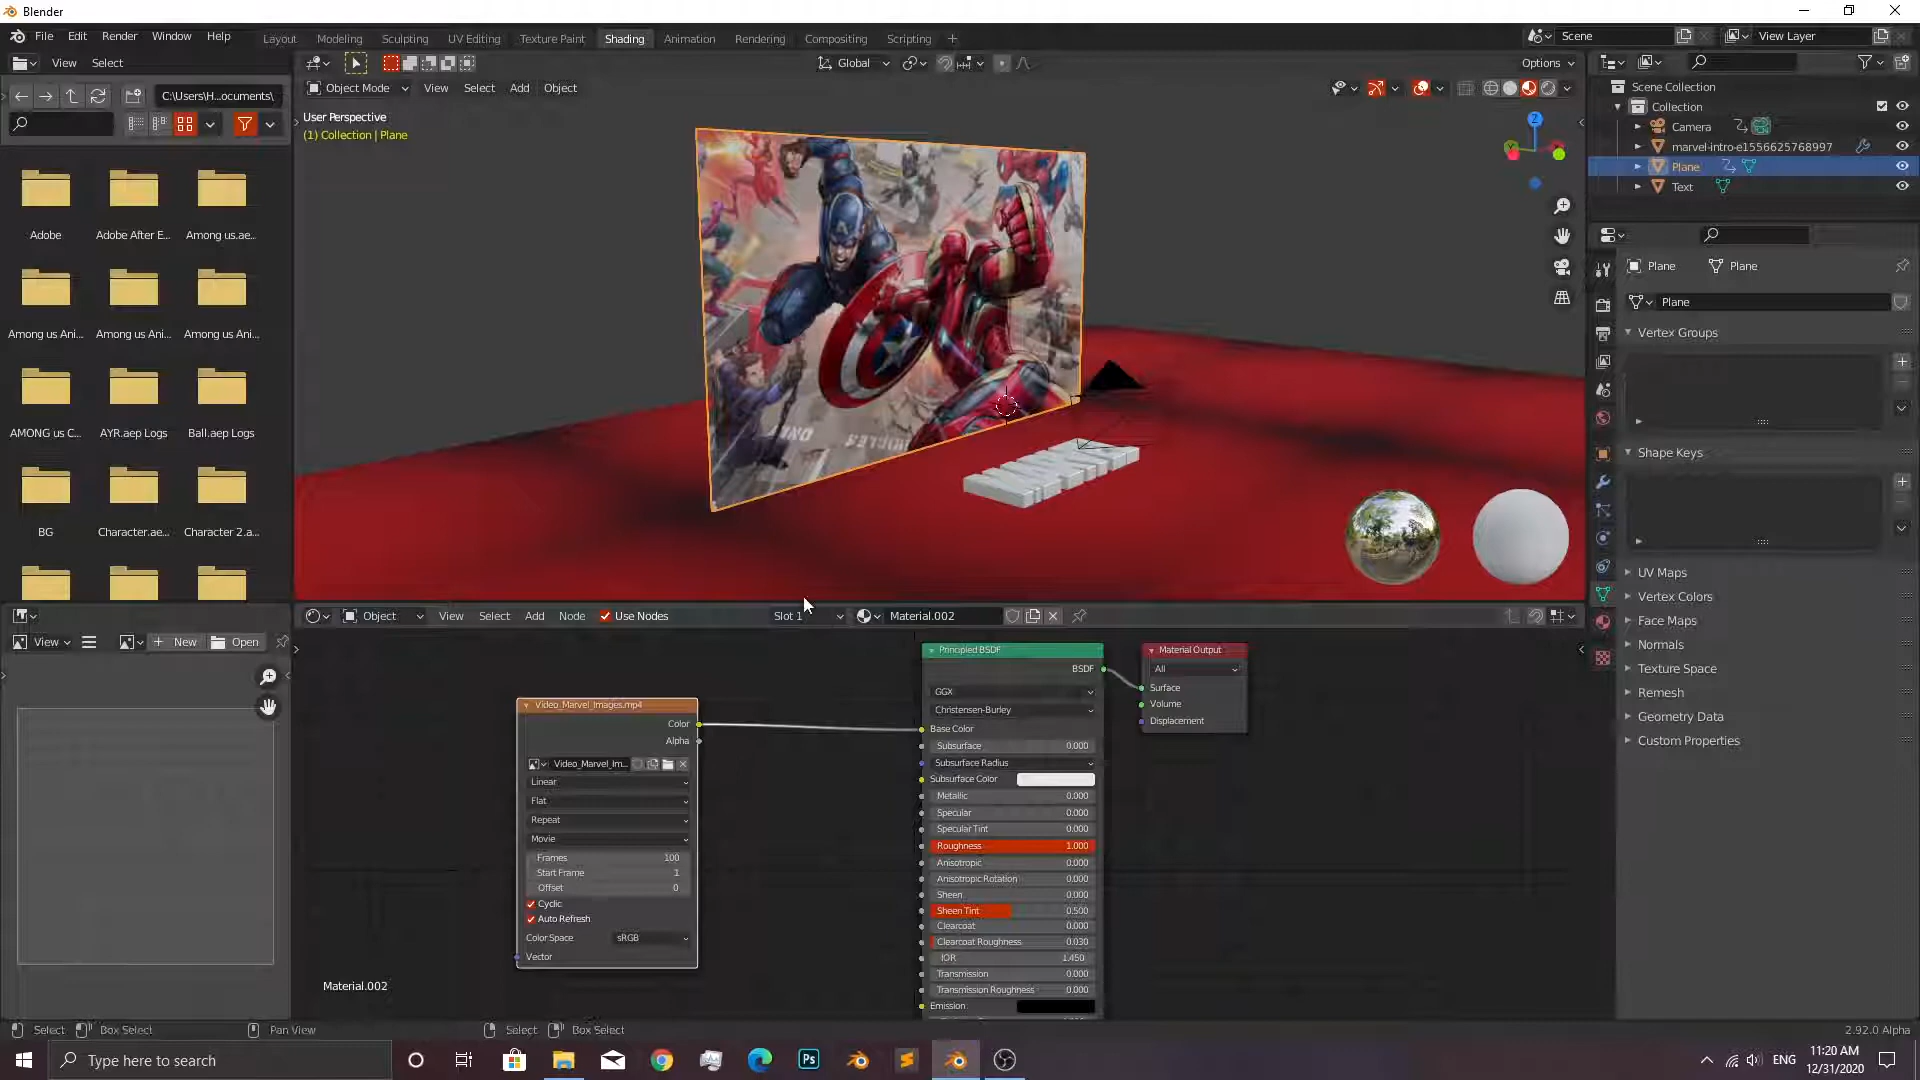 Blender
File Edit Render Window Help
Layout Modeling Sculpting UV Editing Texture Paint Shading Animation Rendering Compositing Scripting
Scene
View Layer
View Select
Global
Options
C:\Users\H...ocuments\
Object Mode View Select Add Object
User Perspective
(1) Collection | Plane
Z
Scene Collection
Collection
Camera
marvel-intro-e1556625768997
Plane
Text
Plane Plane
Plane
Vertex Groups
Shape Keys
UV Maps
Vertex Colors
Face Maps
Normals
Texture Space
Remesh
Geometry Data
Custom Properties
Adobe Adobe After E... Among us.ae...
Among us Ani... Among us Ani... Among us Ani...
AMONG us C... AYR.aep Logs Ball.aep Logs
BG Character.ae... Character 2.a...
View New Open
Object View Select Add Node Use Nodes Slot 1 Material.002
Video_Marvel_Images.mp4
Color
Alpha
Video_Marvel_Im...
Linear
Flat
Repeat
Movie
Frames 100
Start Frame 1
Offset 0
Cyclic
Auto Refresh
Color Space sRGB
Vector
Principled BSDF
BSDF
GGX
Christensen-Burley
Base Color
Subsurface 0.000
Subsurface Radius
Subsurface Color
Metallic 0.000
Specular 0.000
Specular Tint 0.000
Roughness 1.000
Anisotropic 0.000
Anisotropic Rotation 0.000
Sheen 0.000
Sheen Tint 0.500
Clearcoat 0.000
Clearcoat Roughness 0.030
IOR 1.450
Transmission 0.000
Transmission Roughness 0.000
Emission
Material Output
All
Surface
Volume
Displacement
Material.002
Select Box Select Pan View Select Box Select
2.92.0 Alpha
Type here to search
Ps
ENG
11:20 AM
12/31/2020